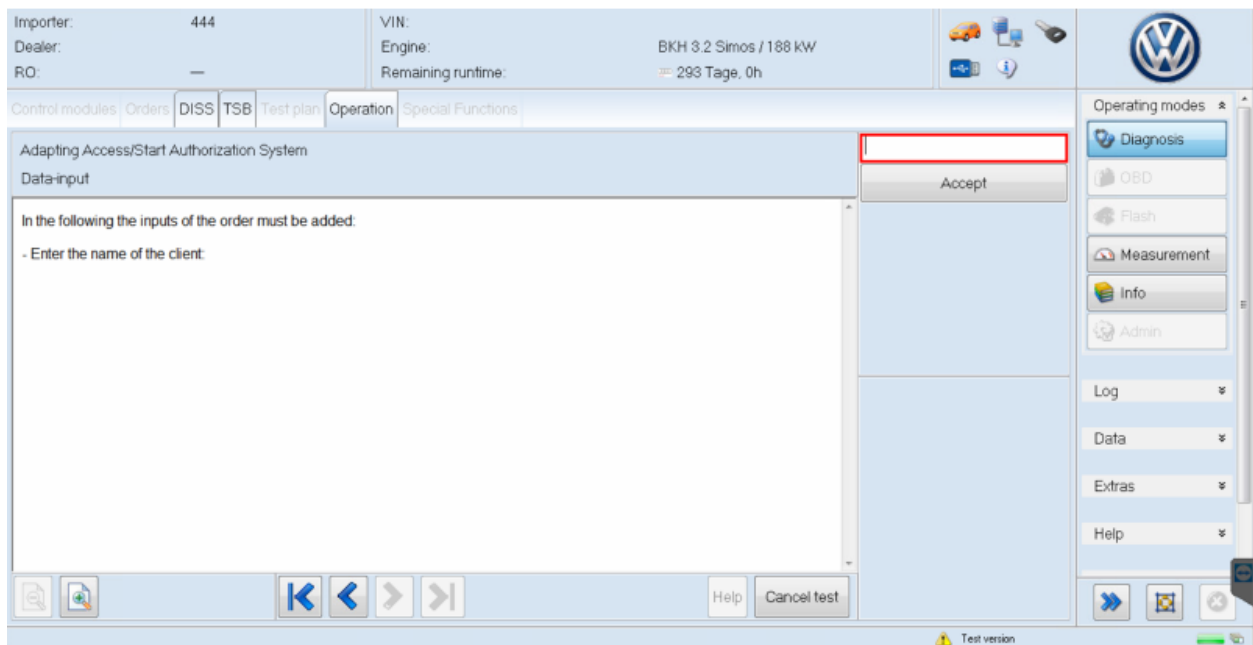 Importer: 444 VIN:
Dealer: Engine: BKH 3.2 Simos / 188 kW
RO: — Remaining runtime: 293 Tage, 0h
Control modules Orders DISS TSB Test plan Operation Special Functions
Adapting Access/Start Authorization System
Data-input
Accept
In the following the inputs of the order must be added:
- Enter the name of the client:
Help Cancel test
Operating modes
Diagnosis
OBD
Flash
Measurement
Info
Admin
Log
Data
Extras
Help
Test version